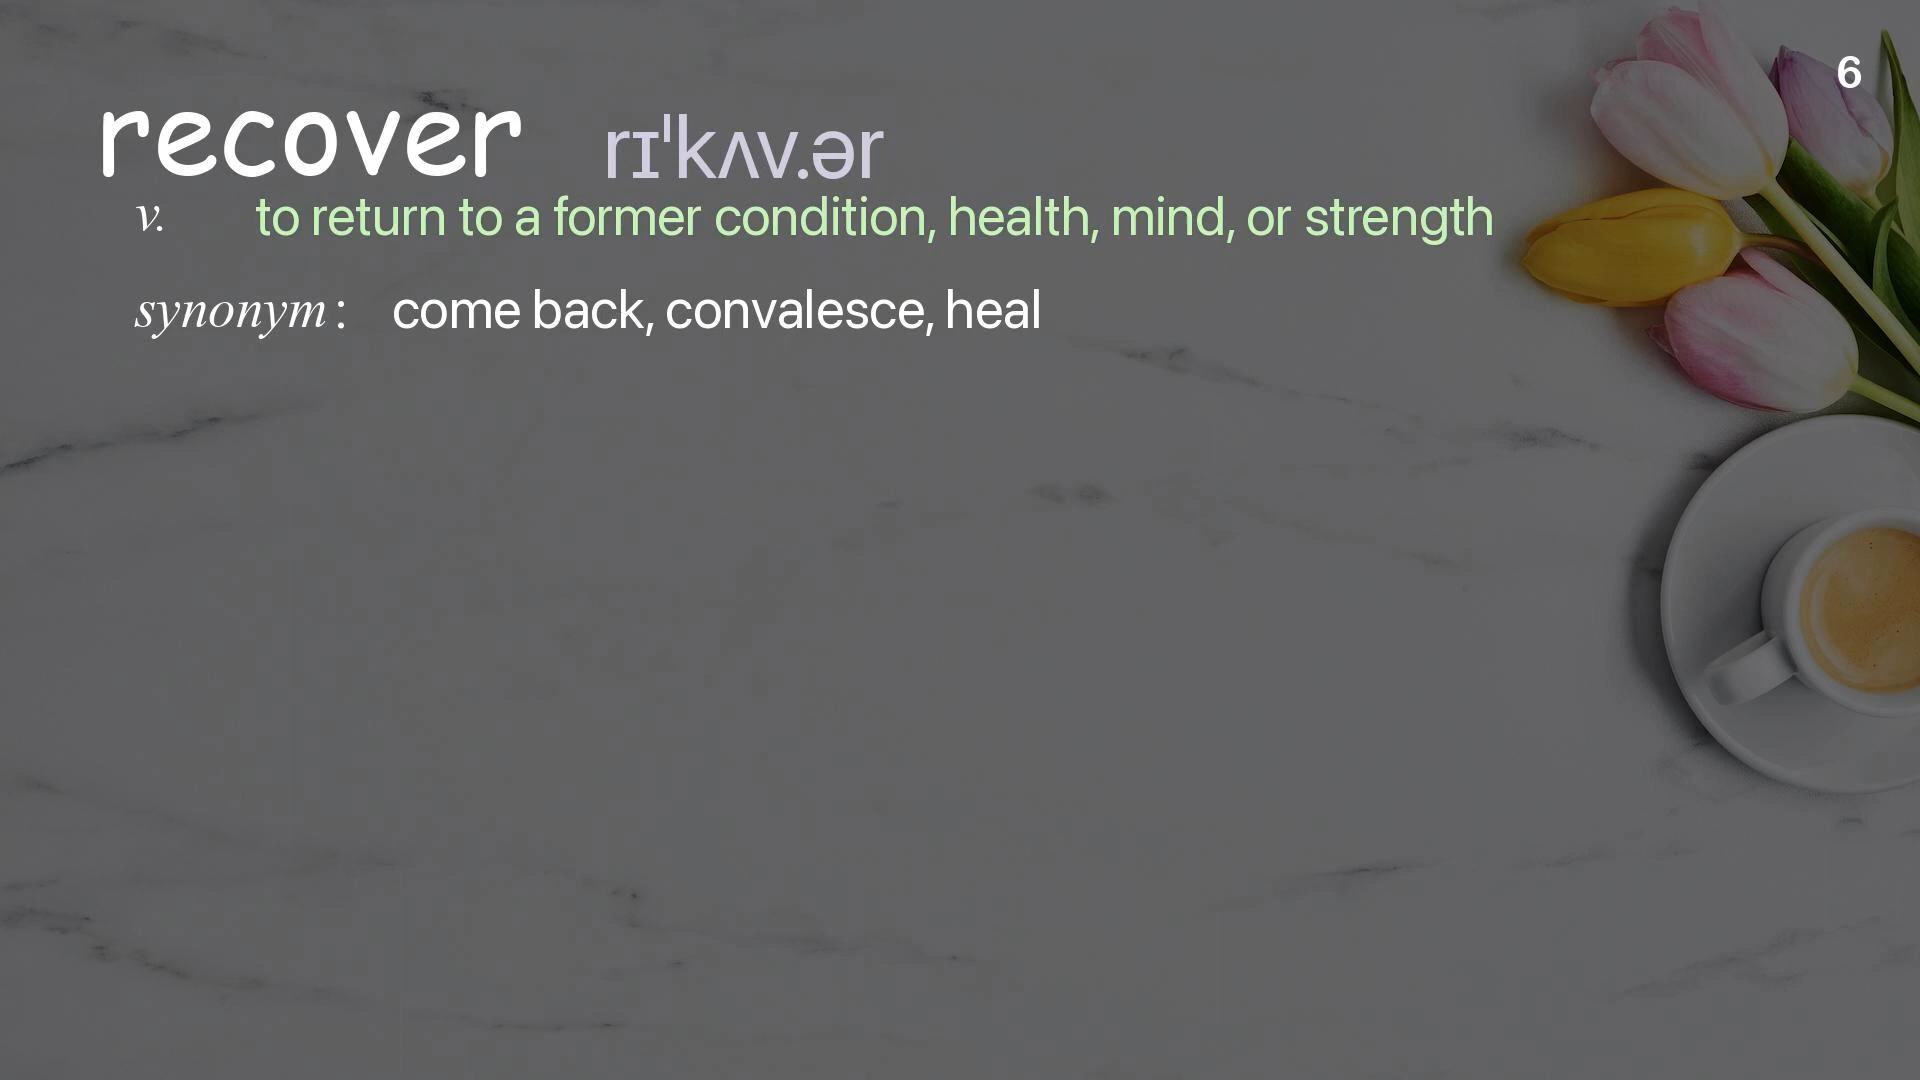 6
recover rɪˈkʌv.ər
v. to return to a former condition, health, mind, or strength
synonym: come back, convalesce, heal